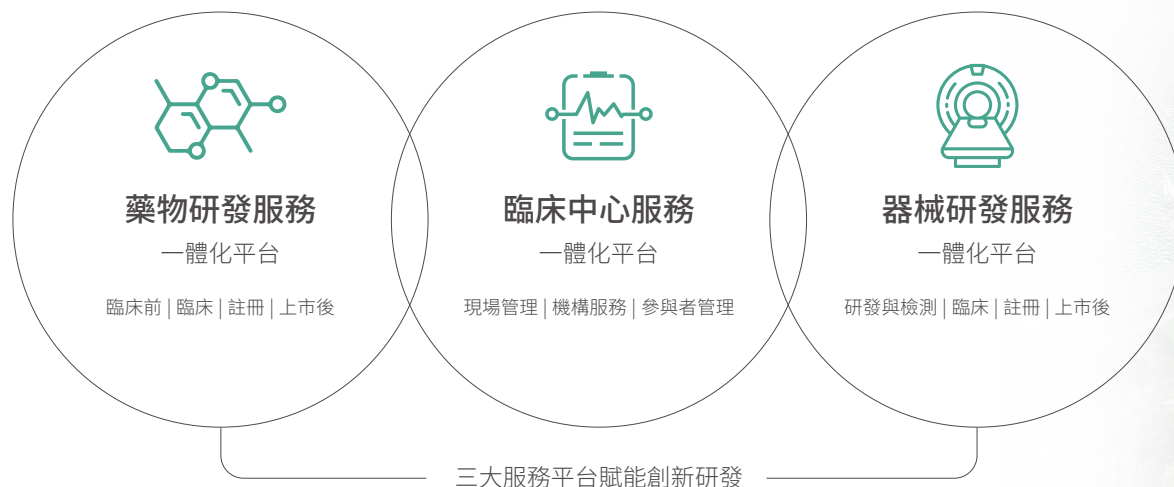 藥物研發服務
一體化平台
臨床前 | 臨床 | 註冊 | 上市後
臨床中心服務
一體化平台
現場管理 | 機構服務 | 參與者管理
器械研發服務
一體化平台
研發與檢測 | 臨床 | 註冊 | 上市後
三大服務平台賦能創新研發